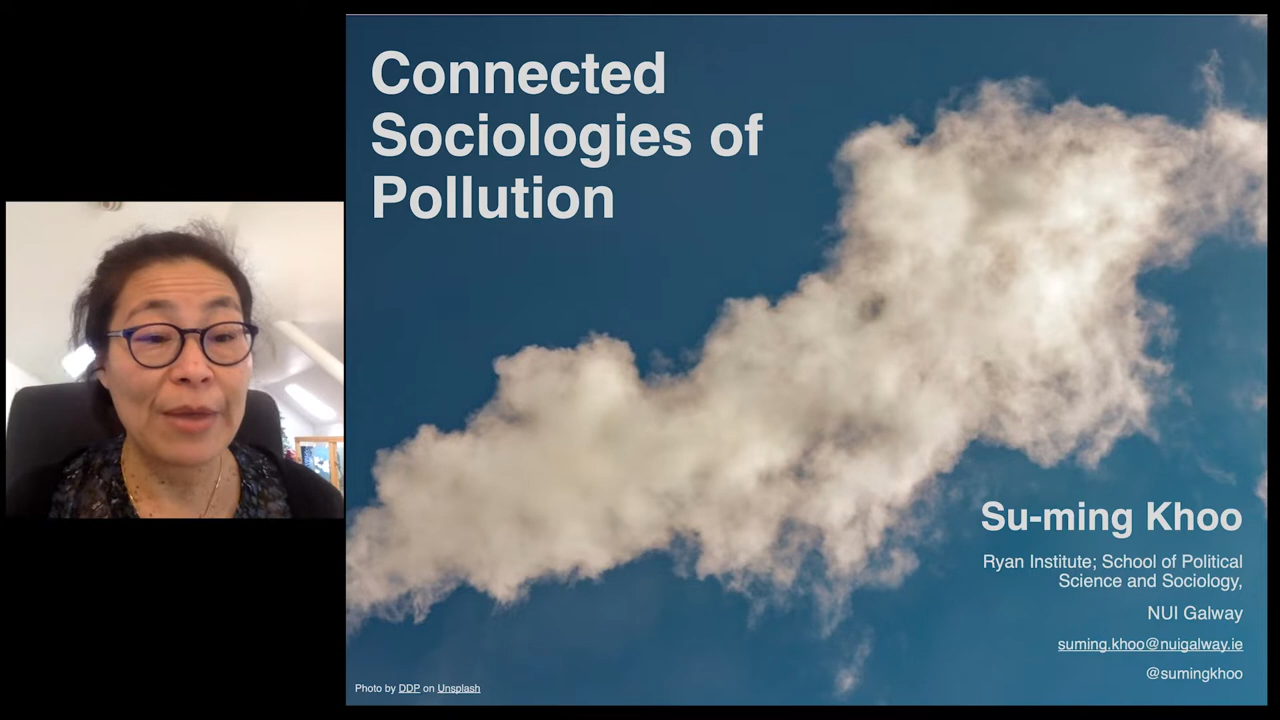 Connected
Sociologies of
Pollution
Su-ming Khoo
Ryan Institute; School of Political
Science and Sociology,
NUI Galway
suming.khoo@nuigalway.ie
@sumingkhoo
Photo by DDP on Unsplash